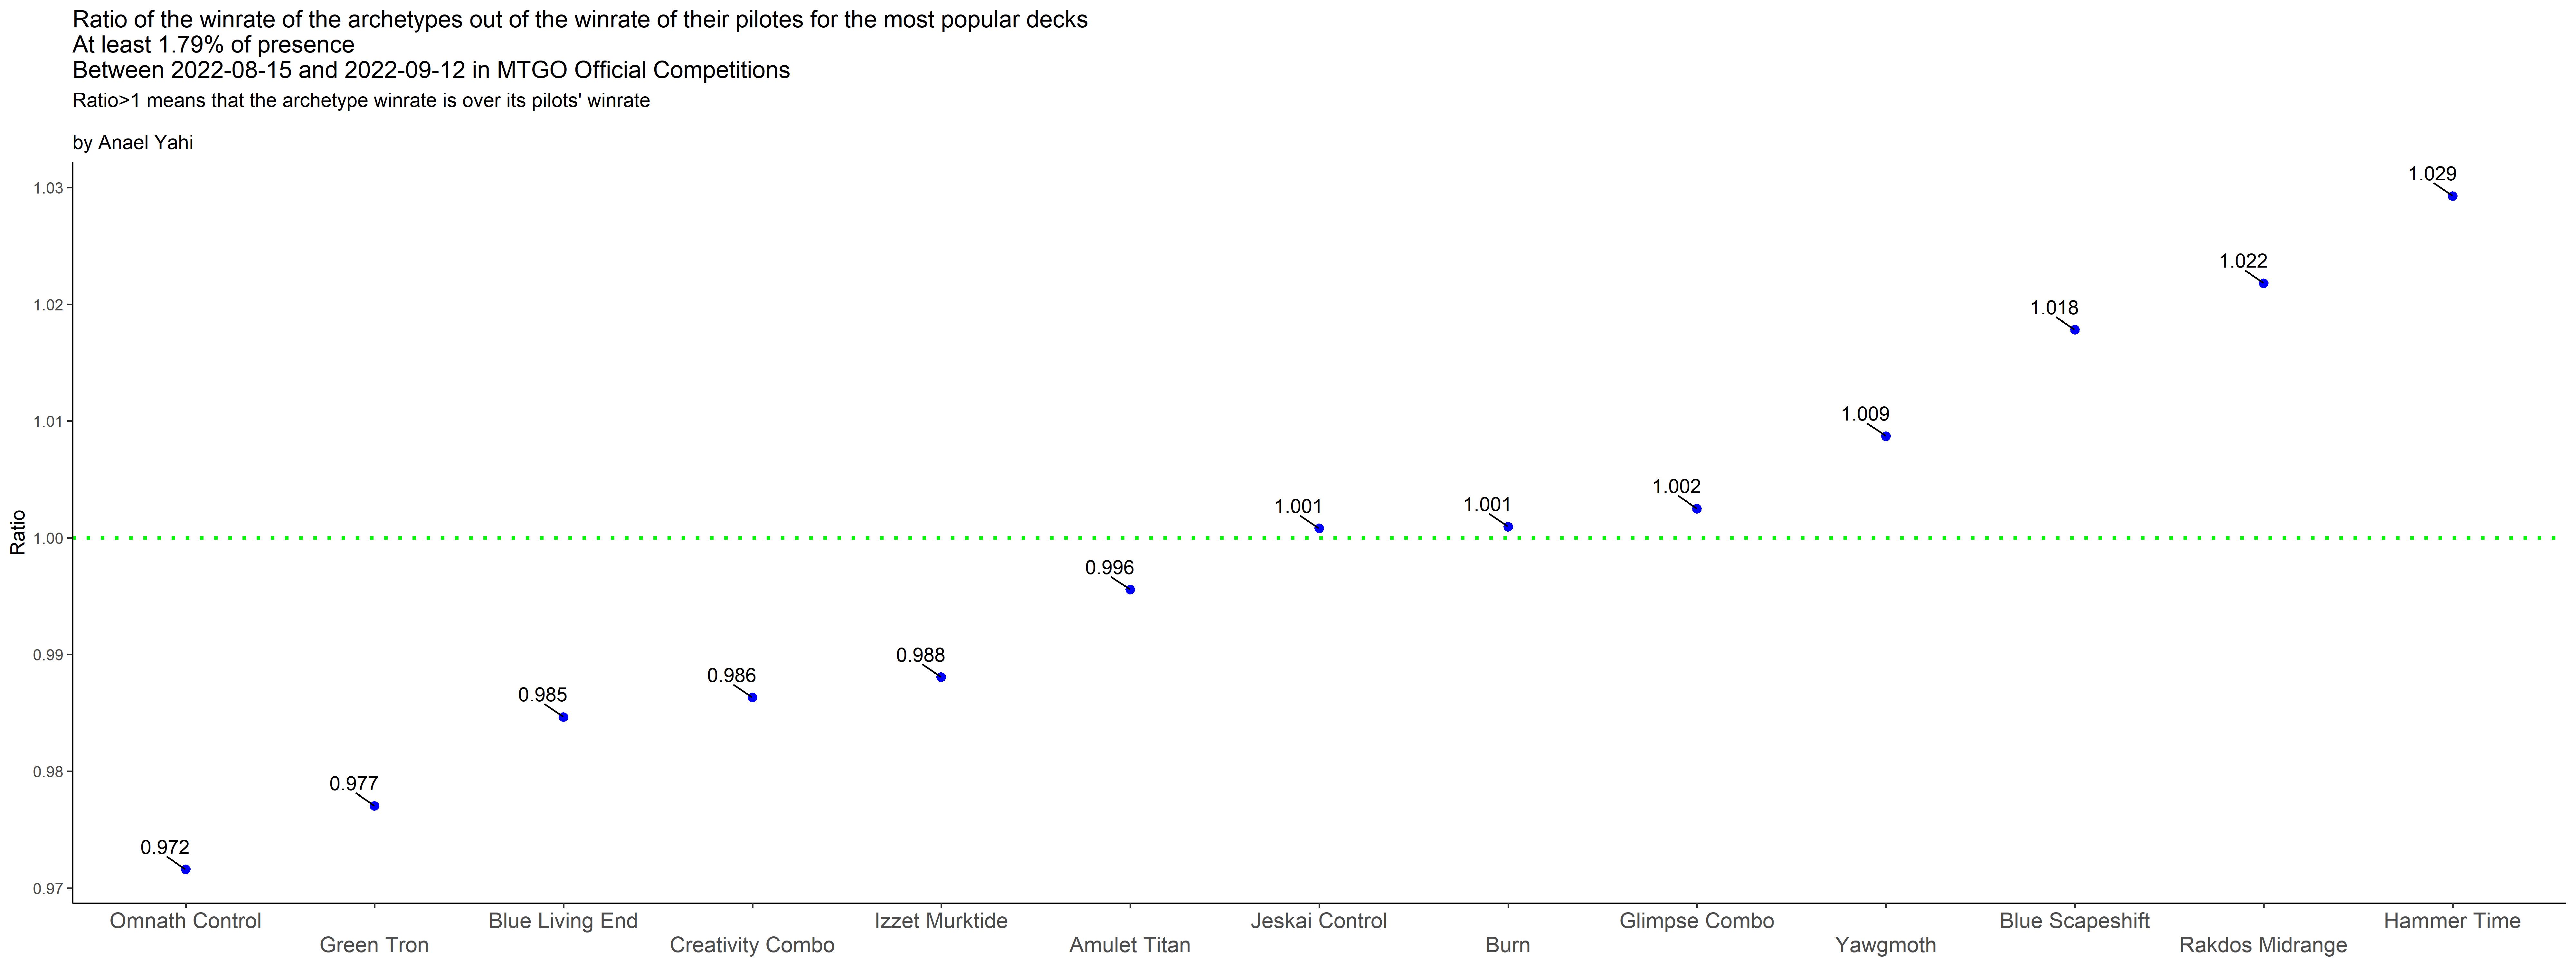 Ratio of the winrate of the archetypes out of the winrate of their pilotes for the most popular decks
At least 1.79% of presence
Between 2022-08-15 and 2022-09-12 in MTGO Official Competitions
Ratio>1 means that the archetype winrate is over its pilots' winrate
by Anael Yahi
Ratio
1.03
1.02
1.01
1.00
0.99
0.98
0.97
0.972
0.977
0.985
0.986
0.988
0.996
1.001
1.001
1.002
1.009
1.018
1.022
1.029
Omnath Control
Green Tron
Blue Living End
Creativity Combo
Izzet Murktide
Amulet Titan
Jeskai Control
Burn
Glimpse Combo
Yawgmoth
Blue Scapeshift
Rakdos Midrange
Hammer Time